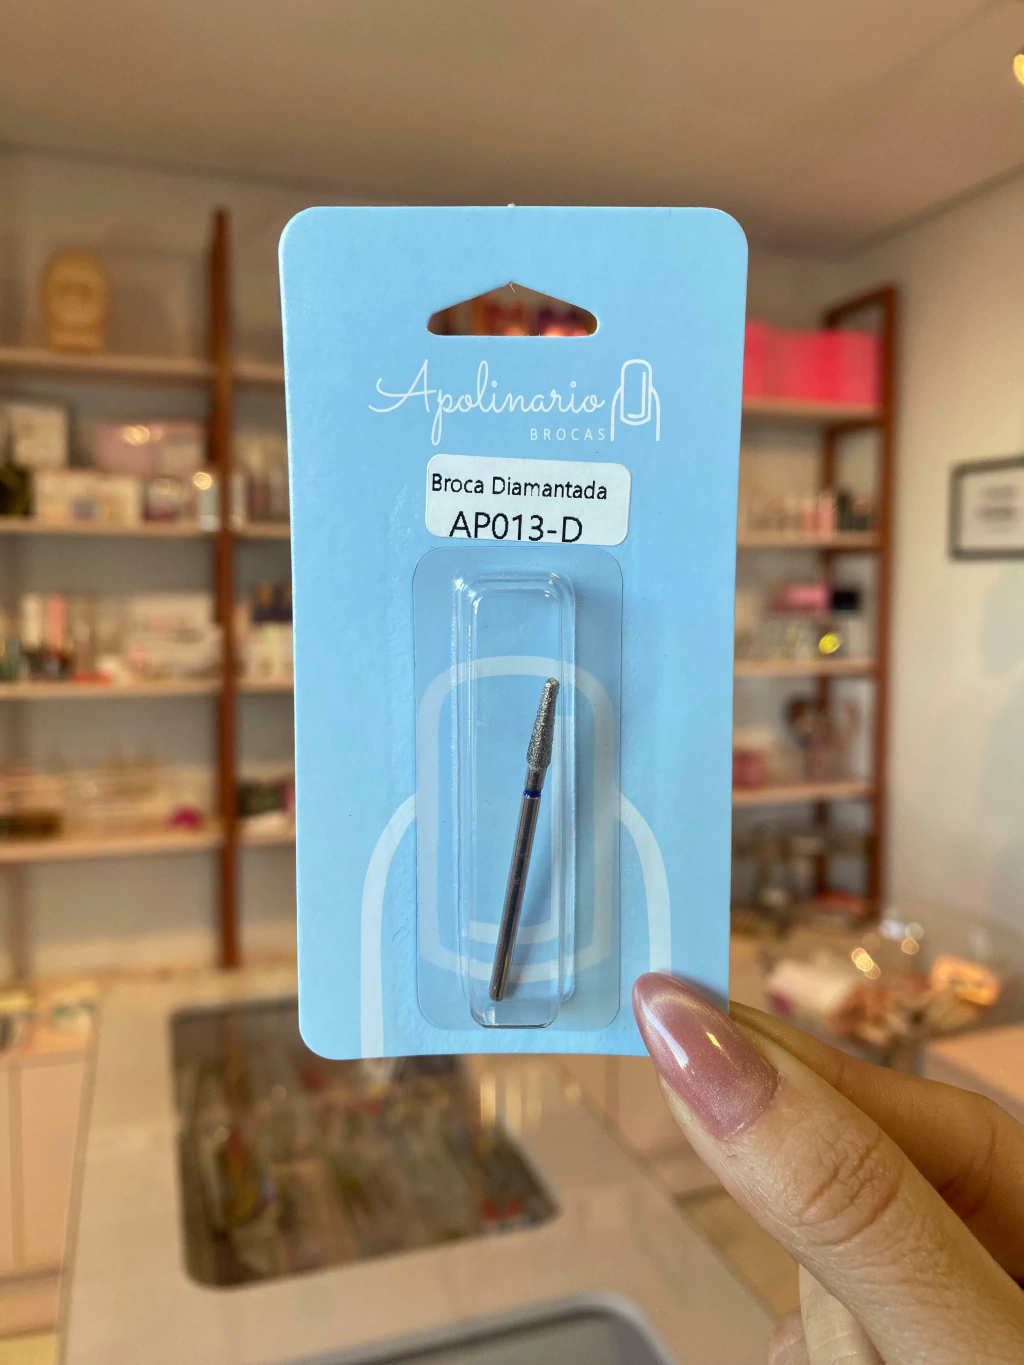 Apolinario
BROCAS
Broca Diamantada
AP013-D